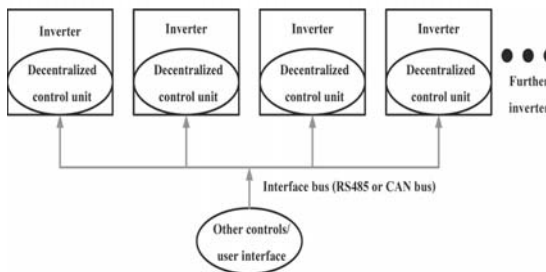 Inverter
Decentralized
control unit
Inverter
Decentralized
control unit
Inverter
Decentralized
control unit
Inverter
Decentralized
control unit
Further
inverter
Interface bus (RS485 or CAN bus)
Other controls/
user interface